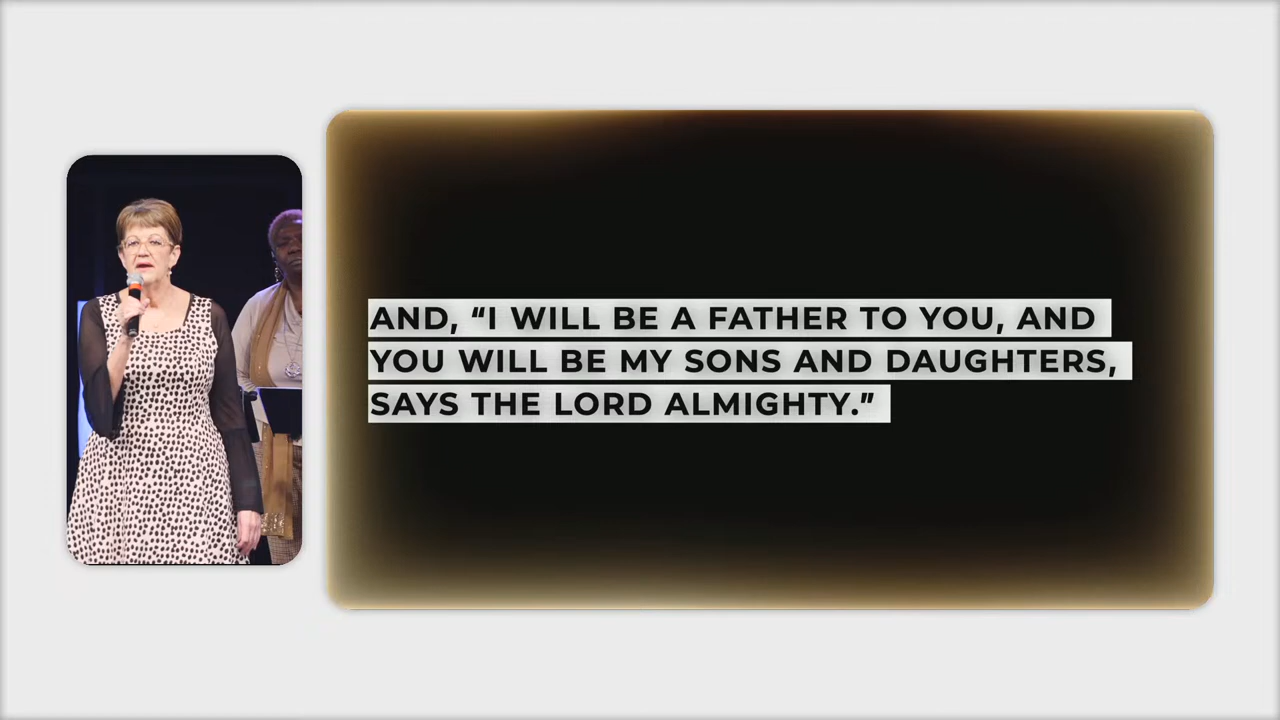 AND, “I WILL BE A FATHER TO YOU, AND
YOU WILL BE MY SONS AND DAUGHTERS,
SAYS THE LORD ALMIGHTY.”